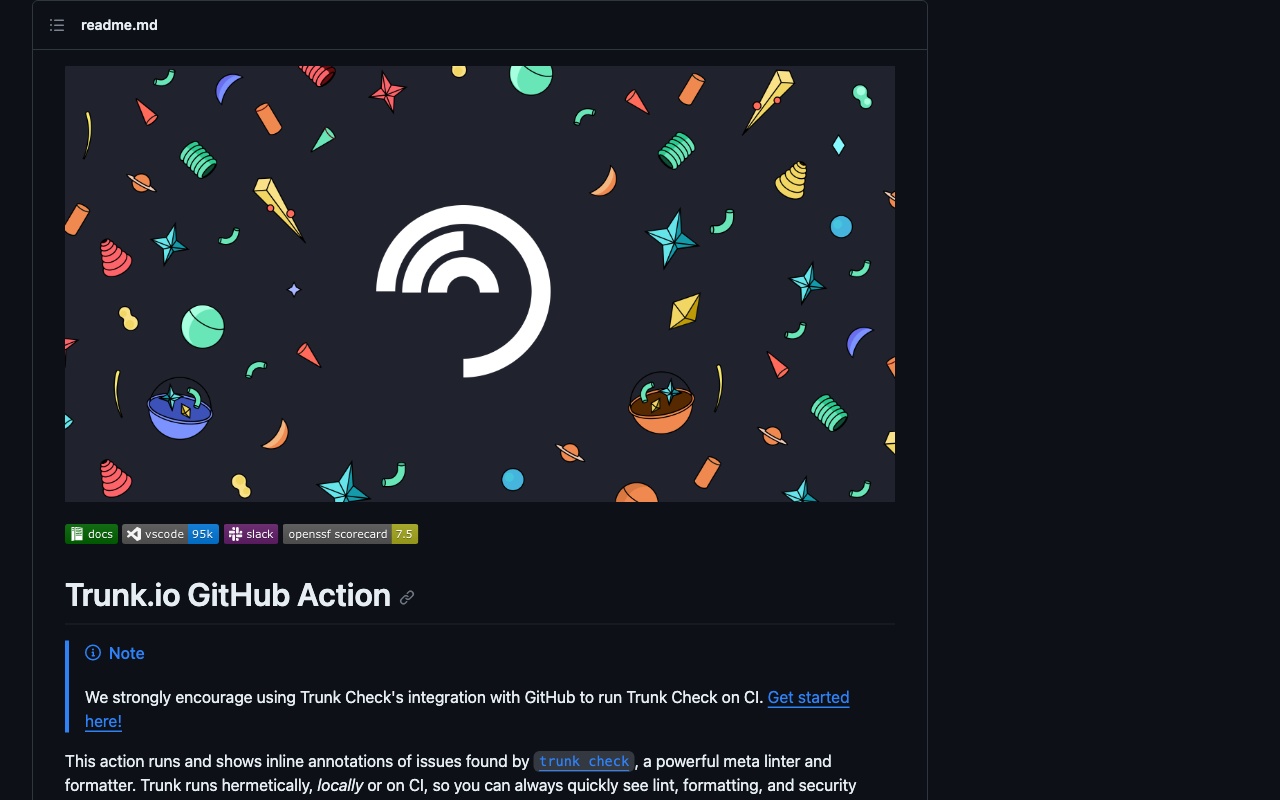 readme.md
docs
vscode 95k
slack
openssf scorecard 7.5
Trunk.io GitHub Action
Note
We strongly encourage using Trunk Check's integration with GitHub to run Trunk Check on CI. Get started
here!
This action runs and shows inline annotations of issues found by trunk check, a powerful meta linter and
formatter. Trunk runs hermetically, locally or on CI, so you can always quickly see lint, formatting, and security